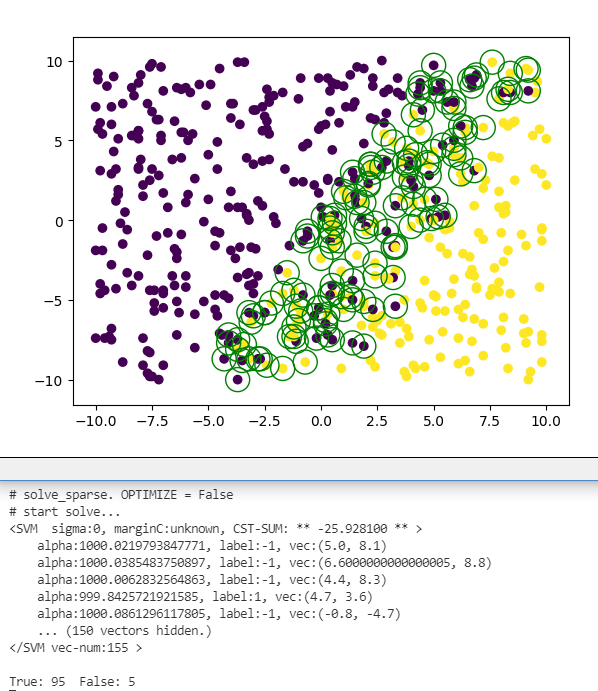 10
5
0
−5
−10
−10.0 −7.5 −5.0 −2.5 0.0 2.5 5.0 7.5 10.0
# solve_sparse. OPTIMIZE = False
# start solve...
<SVM  sigma:0, marginC:unknown, CST-SUM: ** -25.928100 ** >
    alpha:1000.0219793847771, label:-1, vec:(5.0, 8.1)
    alpha:1000.0385483750897, label:-1, vec:(6.6000000000000005, 8.8)
    alpha:1000.0062832564863, label:-1, vec:(4.4, 8.3)
    alpha:999.8425721921585, label:1, vec:(4.7, 3.6)
    alpha:1000.0861296117805, label:-1, vec:(-0.8, -4.7)
    ... (150 vectors hidden.)
</SVM vec-num:155 >
True: 95  False: 5